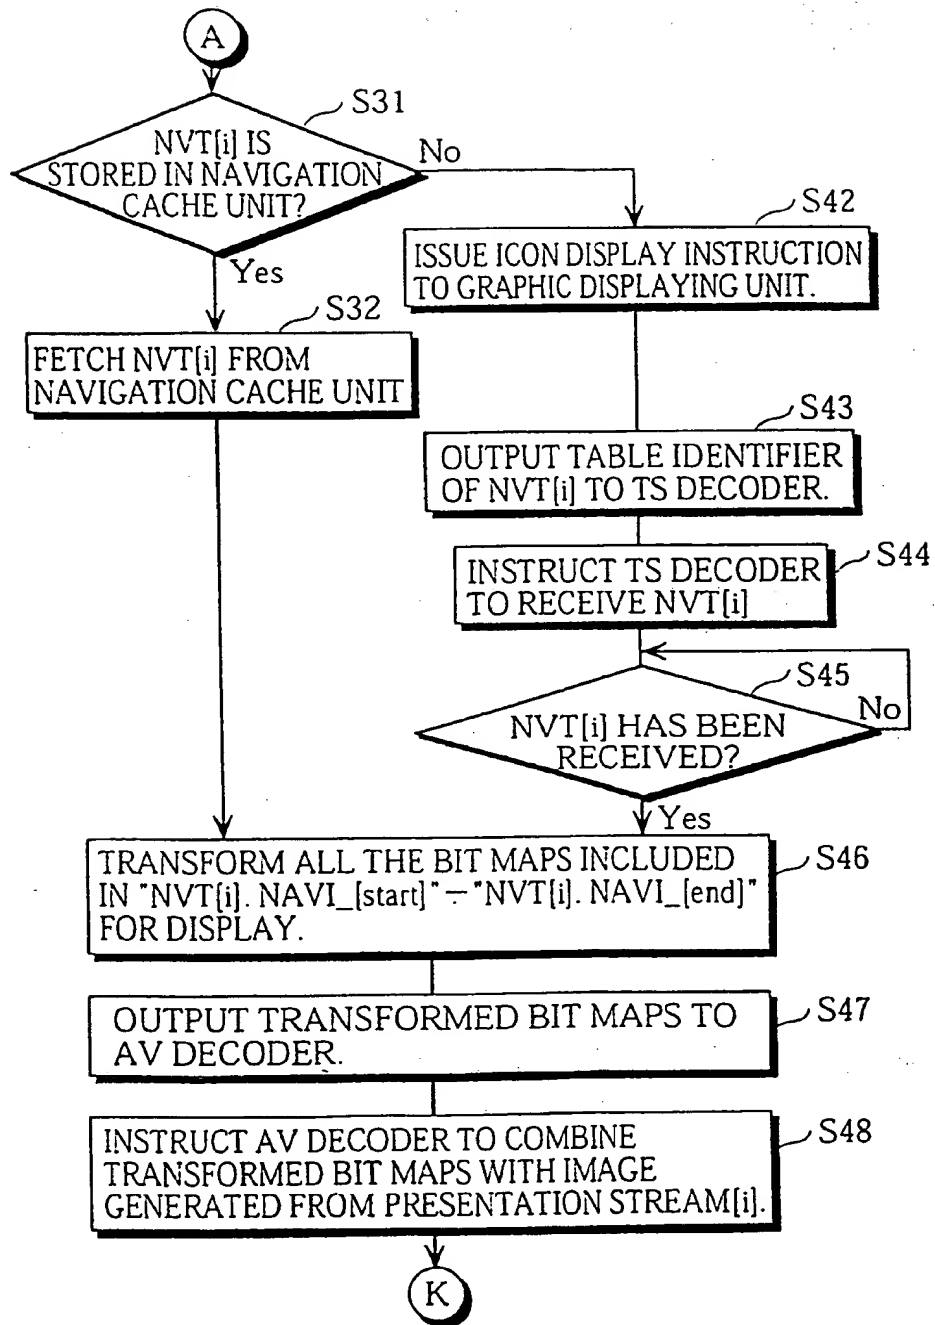 A
S31
NVT[i] IS
STORED IN NAVIGATION
CACHE UNIT?
No
Yes
S42
ISSUE ICON DISPLAY INSTRUCTION
TO GRAPHIC DISPLAYING UNIT.
S32
FETCH NVT[i] FROM
NAVIGATION CACHE UNIT
S43
OUTPUT TABLE IDENTIFIER
OF NVT[i] TO TS DECODER.
S44
INSTRUCT TS DECODER
TO RECEIVE NVT[i]
S45
NVT[i] HAS BEEN
RECEIVED?
No
Yes
S46
TRANSFORM ALL THE BIT MAPS INCLUDED
IN "NVT[i]. NAVI_[start]" – "NVT[i]. NAVI_[end]"
FOR DISPLAY.
S47
OUTPUT TRANSFORMED BIT MAPS TO
AV DECODER.
S48
INSTRUCT AV DECODER TO COMBINE
TRANSFORMED BIT MAPS WITH IMAGE
GENERATED FROM PRESENTATION STREAM[i].
K